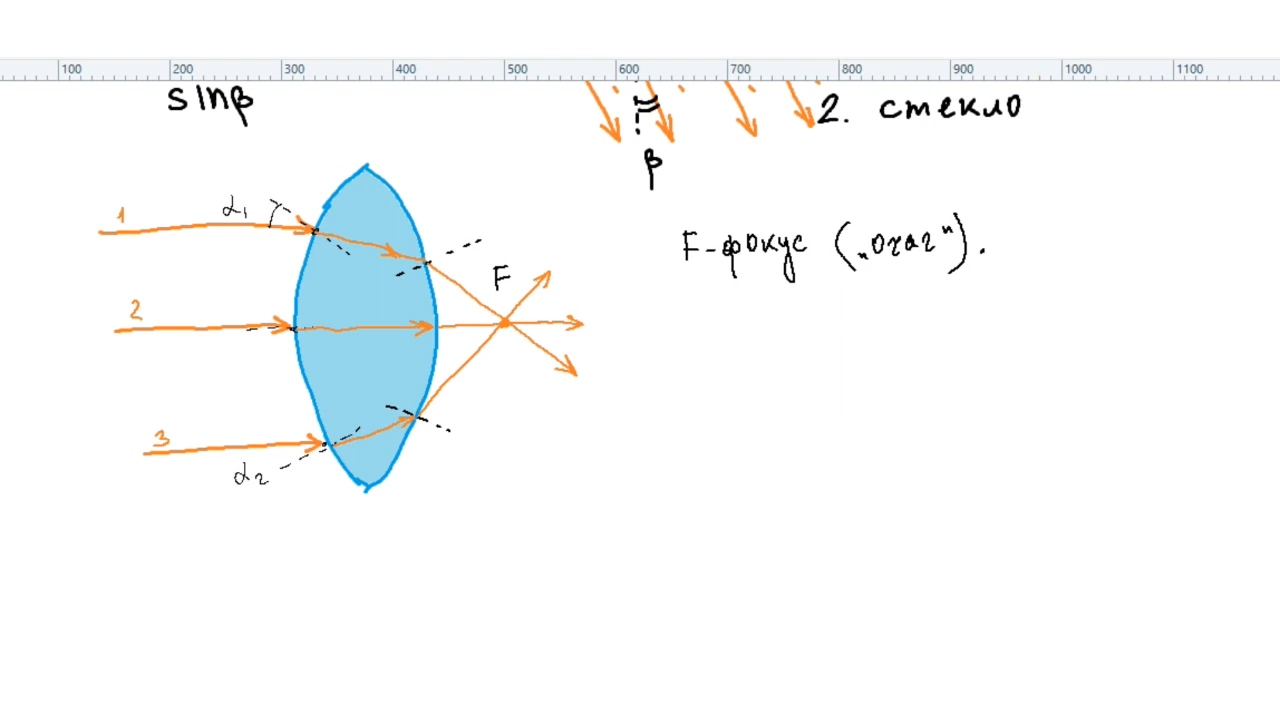 100 200 300 400 500 600 700 800 900 1000 1100
sinβ
2. стекло
β
1
α₁
F
F-фокус („очаг").
2
3
α₂